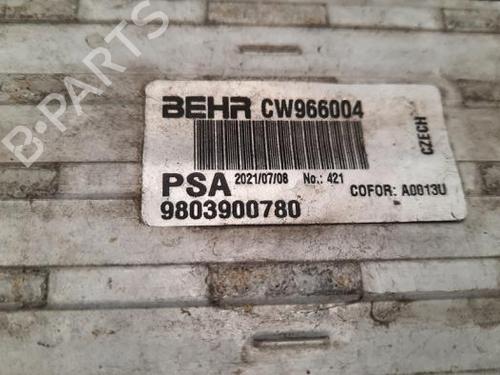 B-PARTS
BEHR CW966004
CZECH
PSA 2021/07/08 No.: 421
COFOR: A0013U
9803900780